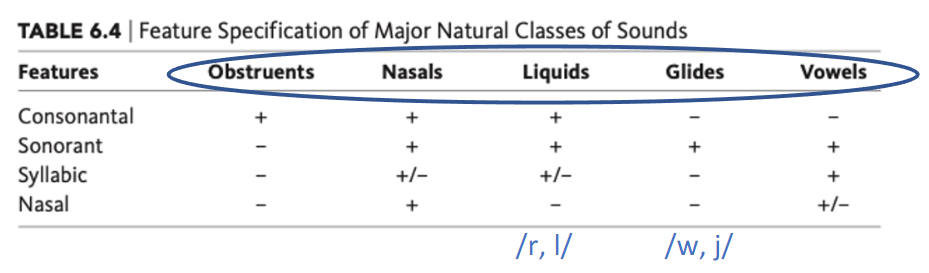 TABLE 6.4 | Feature Specification of Major Natural Classes of Sounds
Features Obstruents Nasals Liquids Glides Vowels
Consonantal + + + – –
Sonorant – + + + +
Syllabic – +/– +/– – +
Nasal – + – – +/–
/r, l/ /w, j/